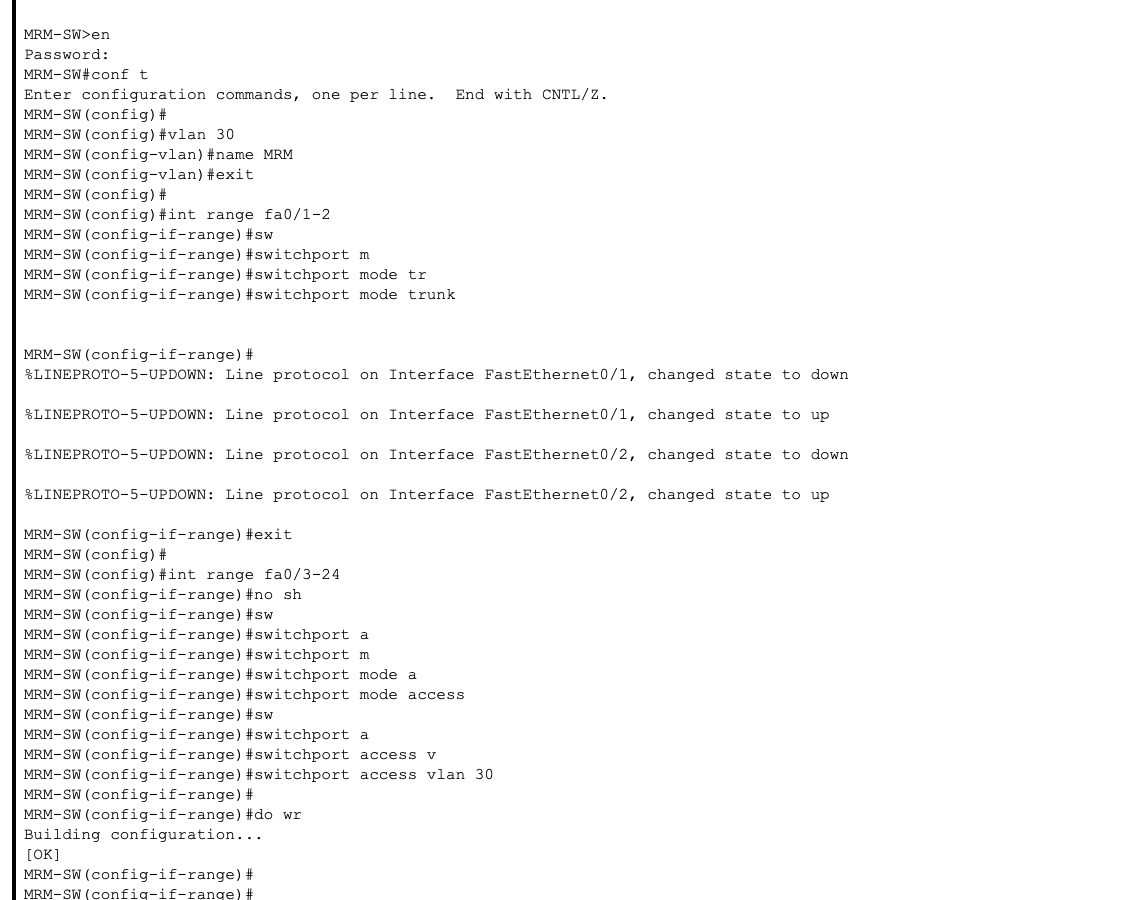 MRM-SW>en
Password:
MRM-SW#conf t
Enter configuration commands, one per line.  End with CNTL/Z.
MRM-SW(config)#
MRM-SW(config)#vlan 30
MRM-SW(config-vlan)#name MRM
MRM-SW(config-vlan)#exit
MRM-SW(config)#
MRM-SW(config)#int range fa0/1-2
MRM-SW(config-if-range)#sw
MRM-SW(config-if-range)#switchport m
MRM-SW(config-if-range)#switchport mode tr
MRM-SW(config-if-range)#switchport mode trunk
MRM-SW(config-if-range)#
%LINEPROTO-5-UPDOWN: Line protocol on Interface FastEthernet0/1, changed state to down
%LINEPROTO-5-UPDOWN: Line protocol on Interface FastEthernet0/1, changed state to up
%LINEPROTO-5-UPDOWN: Line protocol on Interface FastEthernet0/2, changed state to down
%LINEPROTO-5-UPDOWN: Line protocol on Interface FastEthernet0/2, changed state to up
MRM-SW(config-if-range)#exit
MRM-SW(config)#
MRM-SW(config)#int range fa0/3-24
MRM-SW(config-if-range)#no sh
MRM-SW(config-if-range)#sw
MRM-SW(config-if-range)#switchport a
MRM-SW(config-if-range)#switchport m
MRM-SW(config-if-range)#switchport mode a
MRM-SW(config-if-range)#switchport mode access
MRM-SW(config-if-range)#sw
MRM-SW(config-if-range)#switchport a
MRM-SW(config-if-range)#switchport access v
MRM-SW(config-if-range)#switchport access vlan 30
MRM-SW(config-if-range)#
MRM-SW(config-if-range)#do wr
Building configuration...
[OK]
MRM-SW(config-if-range)#
MRM-SW(config-if-range)#